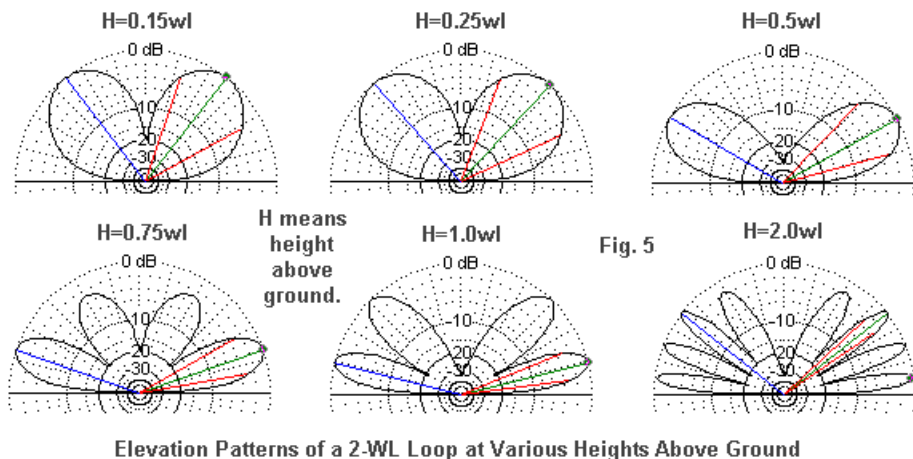 H=0.15wl
H=0.25wl
H=0.5wl
0 dB
0 dB
0 dB
-10
-10
-10
20
20
20
30
30
30
H=0.75wl
H means
height
above
ground.
H=1.0wl
Fig. 5
H=2.0wl
0 dB
0 dB
0 dB
-10
-10
-10
20
20
20
30
30
30
Elevation Patterns of a 2-WL Loop at Various Heights Above Ground